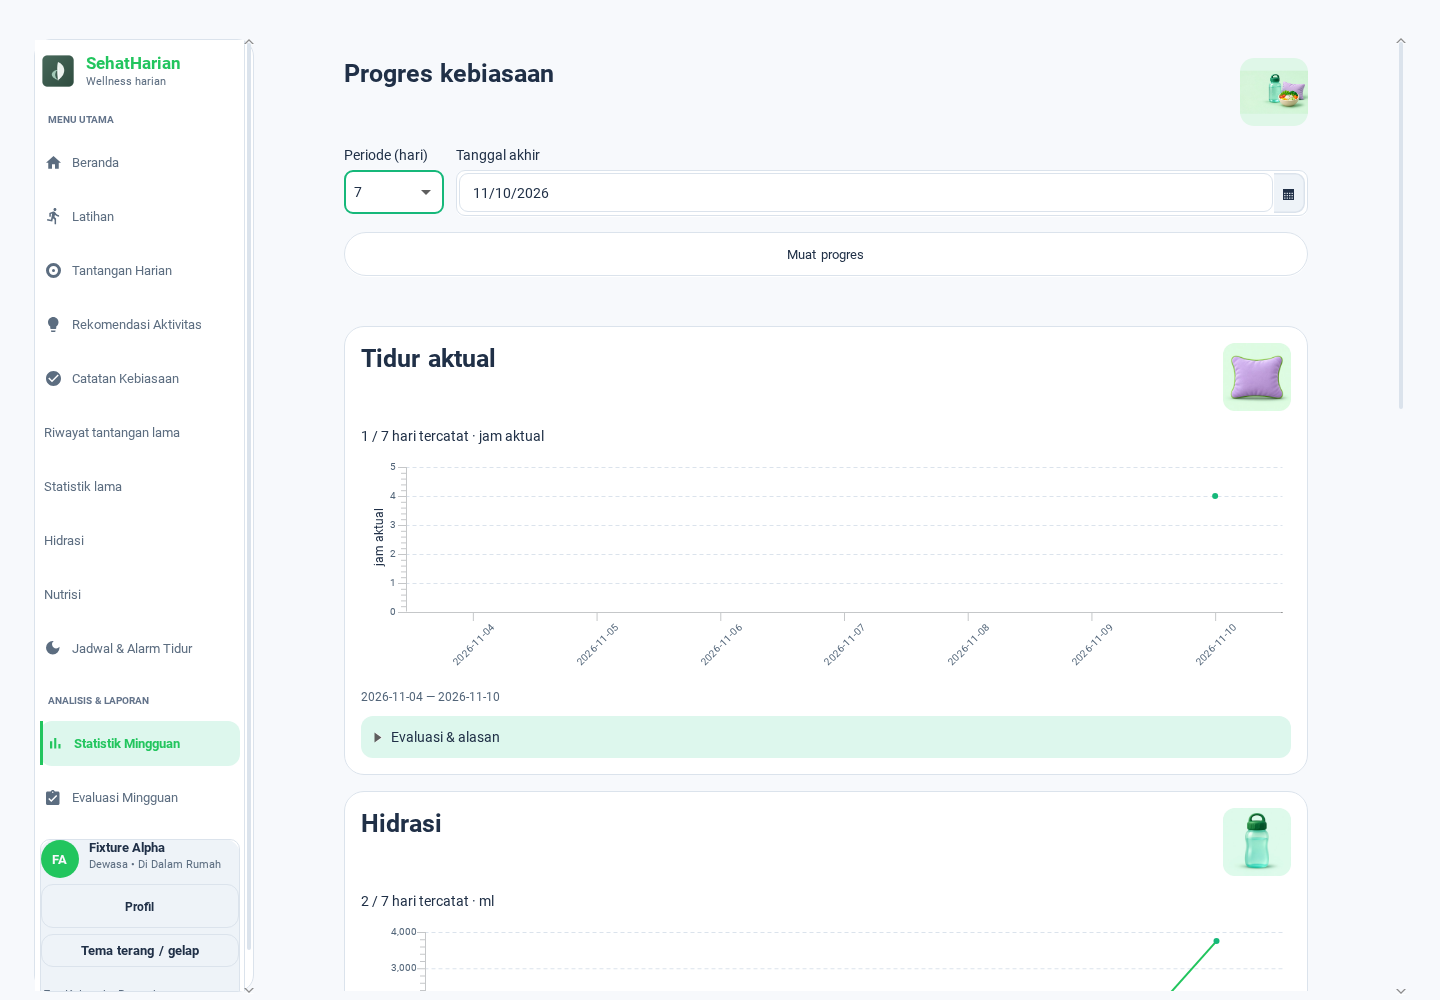 SehatHarian
Wellness harian
MENU UTAMA
Beranda
Latihan
Tantangan Harian
Rekomendasi Aktivitas
Catatan Kebiasaan
Riwayat tantangan lama
Statistik lama
Hidrasi
Nutrisi
Jadwal & Alarm Tidur
ANALISIS & LAPORAN
Statistik Mingguan
Evaluasi Mingguan
FA
Fixture Alpha
Dewasa • Di Dalam Rumah
Profil
Tema terang / gelap
Progres kebiasaan
Periode (hari)
Tanggal akhir
7
11/10/2026
Muat progres
Tidur aktual
1 / 7 hari tercatat · jam aktual
jam aktual
5
4
3
2
1
0
2026-11-04
2026-11-05
2026-11-06
2026-11-07
2026-11-08
2026-11-09
2026-11-10
2026-11-04 — 2026-11-10
Evaluasi & alasan
Hidrasi
2 / 7 hari tercatat · ml
4,000
3,000